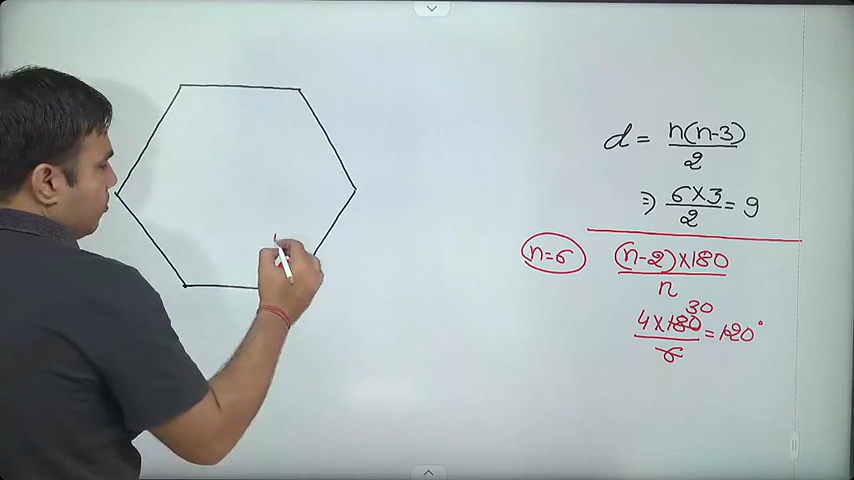 d = n(n-3)/2
⇒ 6×3/2 = 9
n=6
(n-2)×180/n
30
4×180/6 = 120°